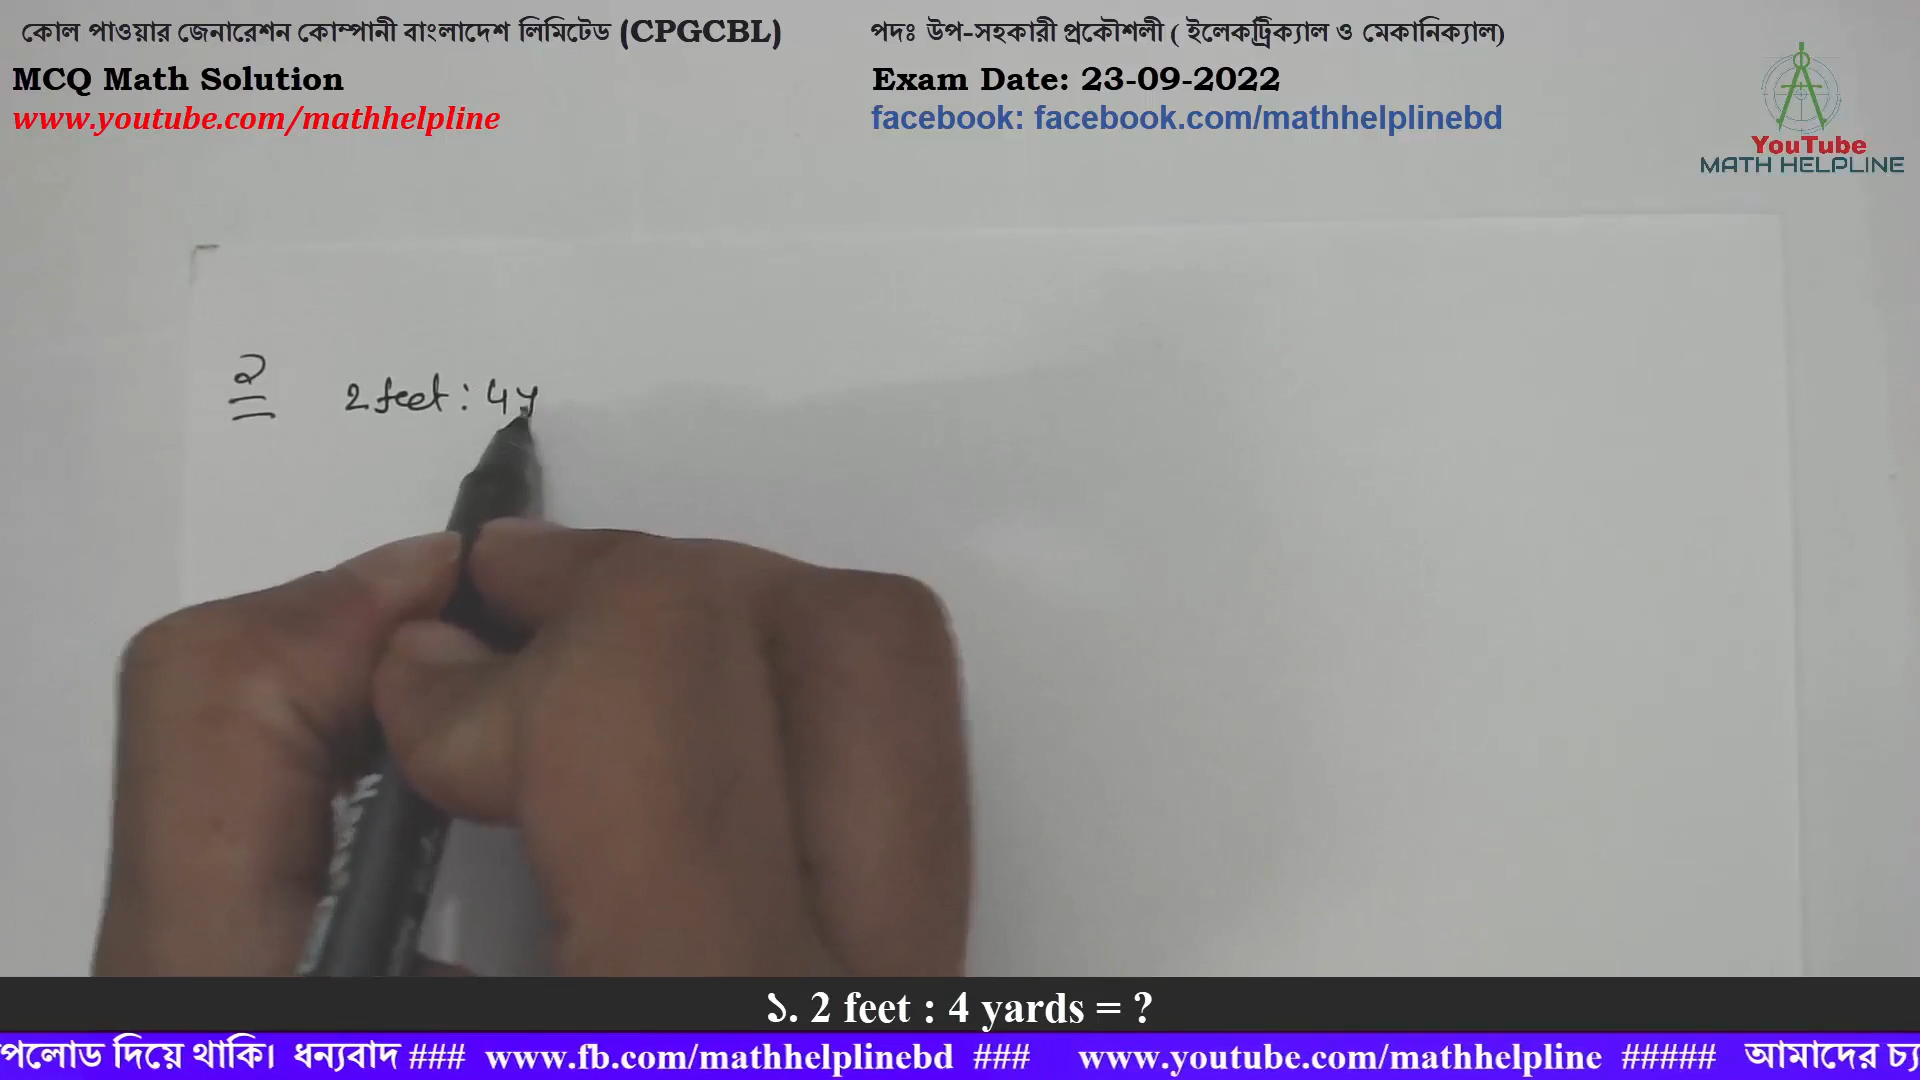 কোল পাওয়ার জেনারেশন কোম্পানী বাংলাদেশ লিমিটেড (CPGCBL)
পদঃ উপ-সহকারী প্রকৌশলী ( ইলেকট্রিক্যাল ও মেকানিক্যাল)
MCQ Math Solution
Exam Date: 23-09-2022
www.youtube.com/mathhelpline
facebook: facebook.com/mathhelplinebd
YouTube
MATH HELPLINE
২
2 feet : 4 y
১. 2 feet : 4 yards = ?
পলোড দিয়ে থাকি। ধন্যবাদ ### www.fb.com/mathhelplinebd ### www.youtube.com/mathhelpline ##### আমাদের চ্য